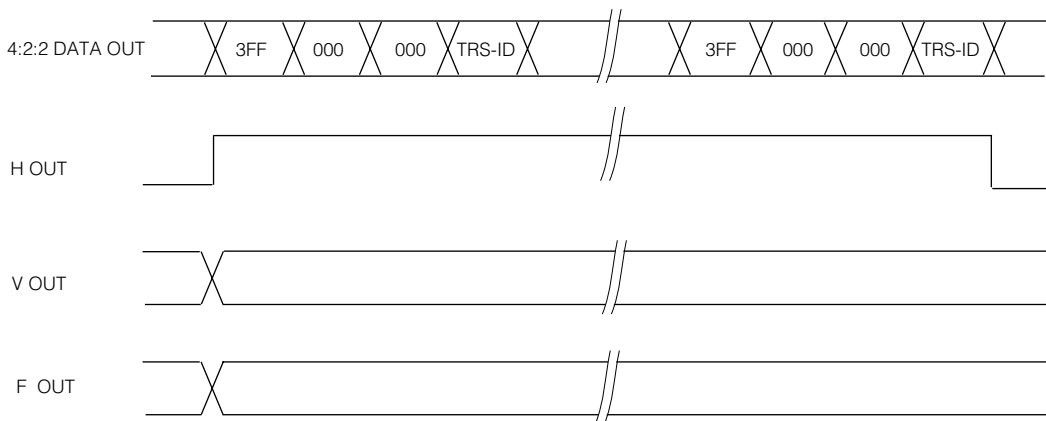 4:2:2 DATA OUT 3FF 000 000 TRS-ID 3FF 000 000 TRS-ID
H OUT
V OUT
F OUT